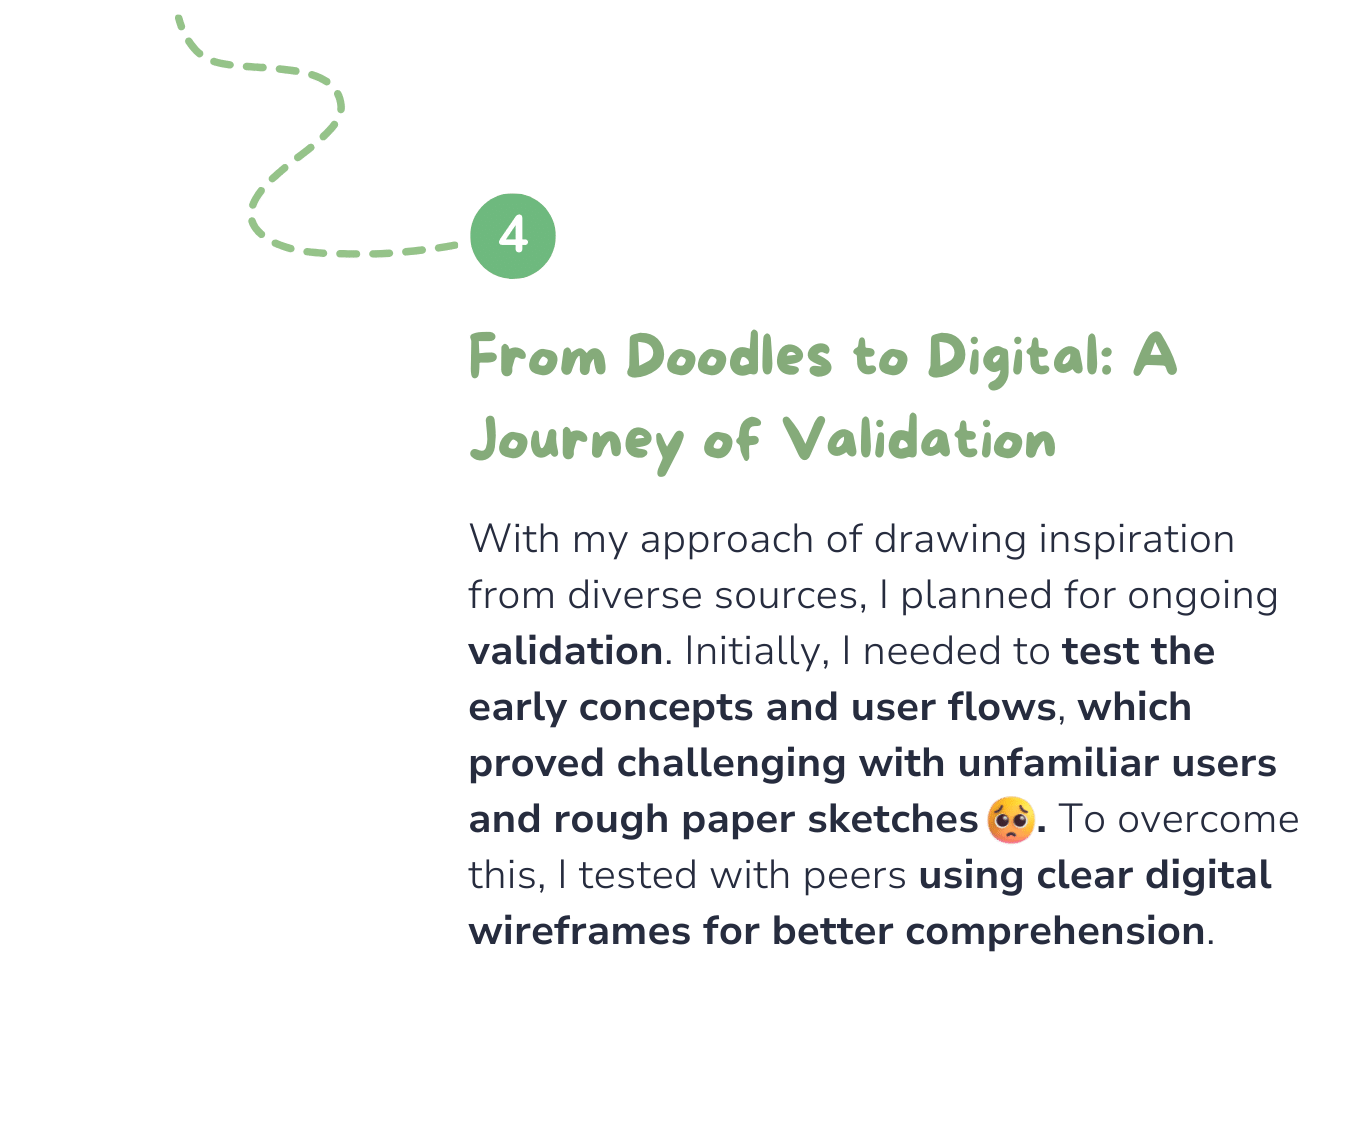 4
From Doodles to Digital: A
Journey of Validation
With my approach of drawing inspiration
from diverse sources, I planned for ongoing
validation. Initially, I needed to test the
early concepts and user flows, which
proved challenging with unfamiliar users
and rough paper sketches 🥺. To overcome
this, I tested with peers using clear digital
wireframes for better comprehension.